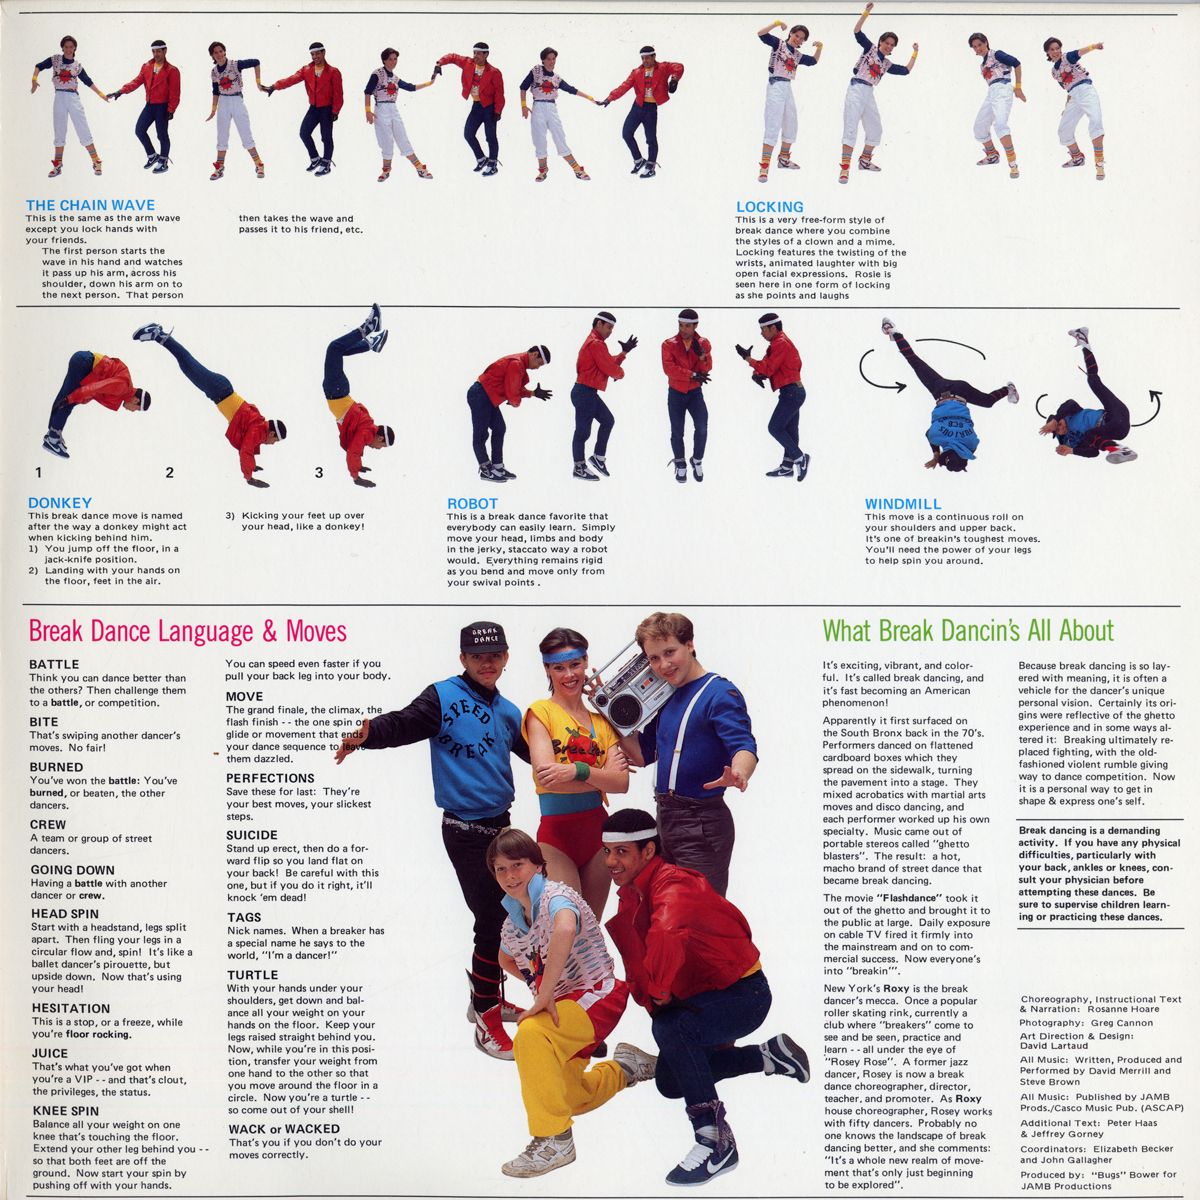 THE CHAIN WAVE
This is the same as the arm wave
except you lock hands with
your friends.
The first person starts the
wave in his hand and watches
it pass up his arm, across his
shoulder, down his arm on to
the next person. That person
then takes the wave and
passes it to his friend, etc.
LOCKING
This is a very free-form style of
break dance where you combine
the styles of a clown and a mime.
Locking features the twisting of the
wrists, animated laughter with big
open facial expressions. Rosie is
seen here in one form of locking
as she points and laughs
1
2
3
DONKEY
This break dance move is named
after the way a donkey might act
when kicking behind him.
1) You jump off the floor, in a
jack-knife position.
2) Landing with your hands on
the floor, feet in the air.
3) Kicking your feet up over
your head, like a donkey!
ROBOT
This is a break dance favorite that
everybody can easily learn. Simply
move your head, limbs and body
in the jerky, staccato way a robot
would. Everything remains rigid
as you bend and move only from
your swival points .
WINDMILL
This move is a continuous roll on
your shoulders and upper back.
It's one of breakin's toughest moves.
You'll need the power of your legs
to help spin you around.
Break Dance Language & Moves
BATTLE
Think you can dance better than
the others? Then challenge them
to a battle, or competition.
BITE
That's swiping another dancer's
moves. No fair!
BURNED
You've won the battle: You've
burned, or beaten, the other
dancers.
CREW
A team or group of street
dancers.
GOING DOWN
Having a battle with another
dancer or crew.
HEAD SPIN
Start with a headstand, legs split
apart. Then fling your legs in a
circular flow and, spin! It's like a
ballet dancer's pirouette, but
upside down. Now that's using
your head!
HESITATION
This is a stop, or a freeze, while
you're floor rocking.
JUICE
That's what you've got when
you're a VIP -- and that's clout,
the privileges, the status.
KNEE SPIN
Balance all your weight on one
knee that's touching the floor.
Extend your other leg behind you --
so that both feet are off the
ground. Now start your spin by
pushing off with your hands.
You can speed even faster if you
pull your back leg into your body.
MOVE
The grand finale, the climax, the
flash finish -- the one spin or
glide or movement that ends
your dance sequence to leave
them dazzled.
PERFECTIONS
Save these for last: They're
your best moves, your slickest
steps.
SUICIDE
Stand up erect, then do a for-
ward flip so you land flat on
your back! Be careful with this
one, but if you do it right, it'll
knock 'em dead!
TAGS
Nick names. When a breaker has
a special name he says to the
world, "I'm a dancer!"
TURTLE
With your hands under your
shoulders, get down and bal-
ance all your weight on your
hands on the floor. Keep your
legs raised straight behind you.
Now, while you're in this posi-
tion, transfer your weight from
one hand to the other so that
you move around the floor in a
circle. Now you're a turtle --
so come out of your shell!
WACK or WACKED
That's you if you don't do your
moves correctly.
BREAK
DANCE
SPEED
BREAK
What Break Dancin's All About
It's exciting, vibrant, and color-
ful. It's called break dancing, and
it's fast becoming an American
phenomenon!
Apparently it first surfaced on
the South Bronx back in the 70's.
Performers danced on flattened
cardboard boxes which they
spread on the sidewalk, turning
the pavement into a stage. They
mixed acrobatics with martial arts
moves and disco dancing, and
each performer worked up his own
specialty. Music came out of
portable stereos called "ghetto
blasters". The result: a hot,
macho brand of street dance that
became break dancing.
The movie "Flashdance" took it
out of the ghetto and brought it to
the public at large. Daily exposure
on cable TV fired it firmly into
the mainstream and on to com-
mercial success. Now everyone's
into "breakin'".
New York's Roxy is the break
dancer's mecca. Once a popular
roller skating rink, currently a
club where "breakers" come to
see and be seen, practice and
learn -- all under the eye of
"Rosey Rose". A former jazz
dancer, Rosey is now a break
dance choreographer, director,
teacher, and promoter. As Roxy
house choreographer, Rosey works
with fifty dancers. Probably no
one knows the landscape of break
dancing better, and she comments:
"It's a whole new realm of move-
ment that's only just beginning
to be explored".
Because break dancing is so lay-
ered with meaning, it is often a
vehicle for the dancer's unique
personal vision. Certainly its ori-
gins were reflective of the ghetto
experience and in some ways al-
tered it: Breaking ultimately re-
placed fighting, with the old-
fashioned violent rumble giving
way to dance competition. Now
it is a personal way to get in
shape & express one's self.
Break dancing is a demanding
activity. If you have any physical
difficulties, particularly with
your back, ankles or knees, con-
sult your physician before
attempting these dances. Be
sure to supervise children learn-
ing or practicing these dances.
Choreography, Instructional Text
& Narration: Rosanne Hoare
Photography: Greg Cannon
Art Direction & Design:
David Lartaud
All Music: Written, Produced and
Performed by David Merrill and
Steve Brown
All Music: Published by JAMB
Prods./Casco Music Pub. (ASCAP)
Additional Text: Peter Haas
& Jeffrey Gorney
Coordinators: Elizabeth Becker
and John Gallagher
Produced by: "Bugs" Bower for
JAMB Productions